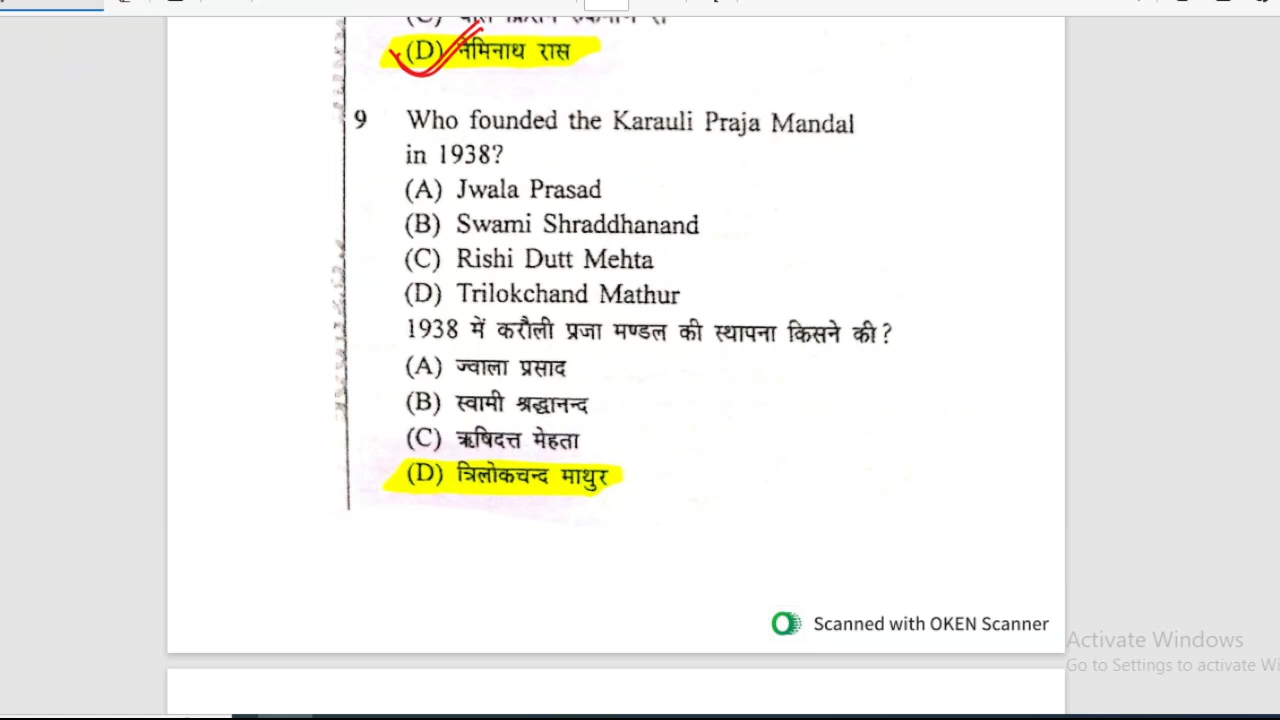 (D) नेमिनाथ रास
9 Who founded the Karauli Praja Mandal
in 1938?
(A) Jwala Prasad
(B) Swami Shraddhanand
(C) Rishi Dutt Mehta
(D) Trilokchand Mathur
1938 में करौली प्रजा मण्डल की स्थापना किसने की ?
(A) ज्वाला प्रसाद
(B) स्वामी श्रद्धानन्द
(C) ऋषिदत्त मेहता
(D) त्रिलोकचन्द माथुर
Scanned with OKEN Scanner
Activate Windows
Go to Settings to activate Wi